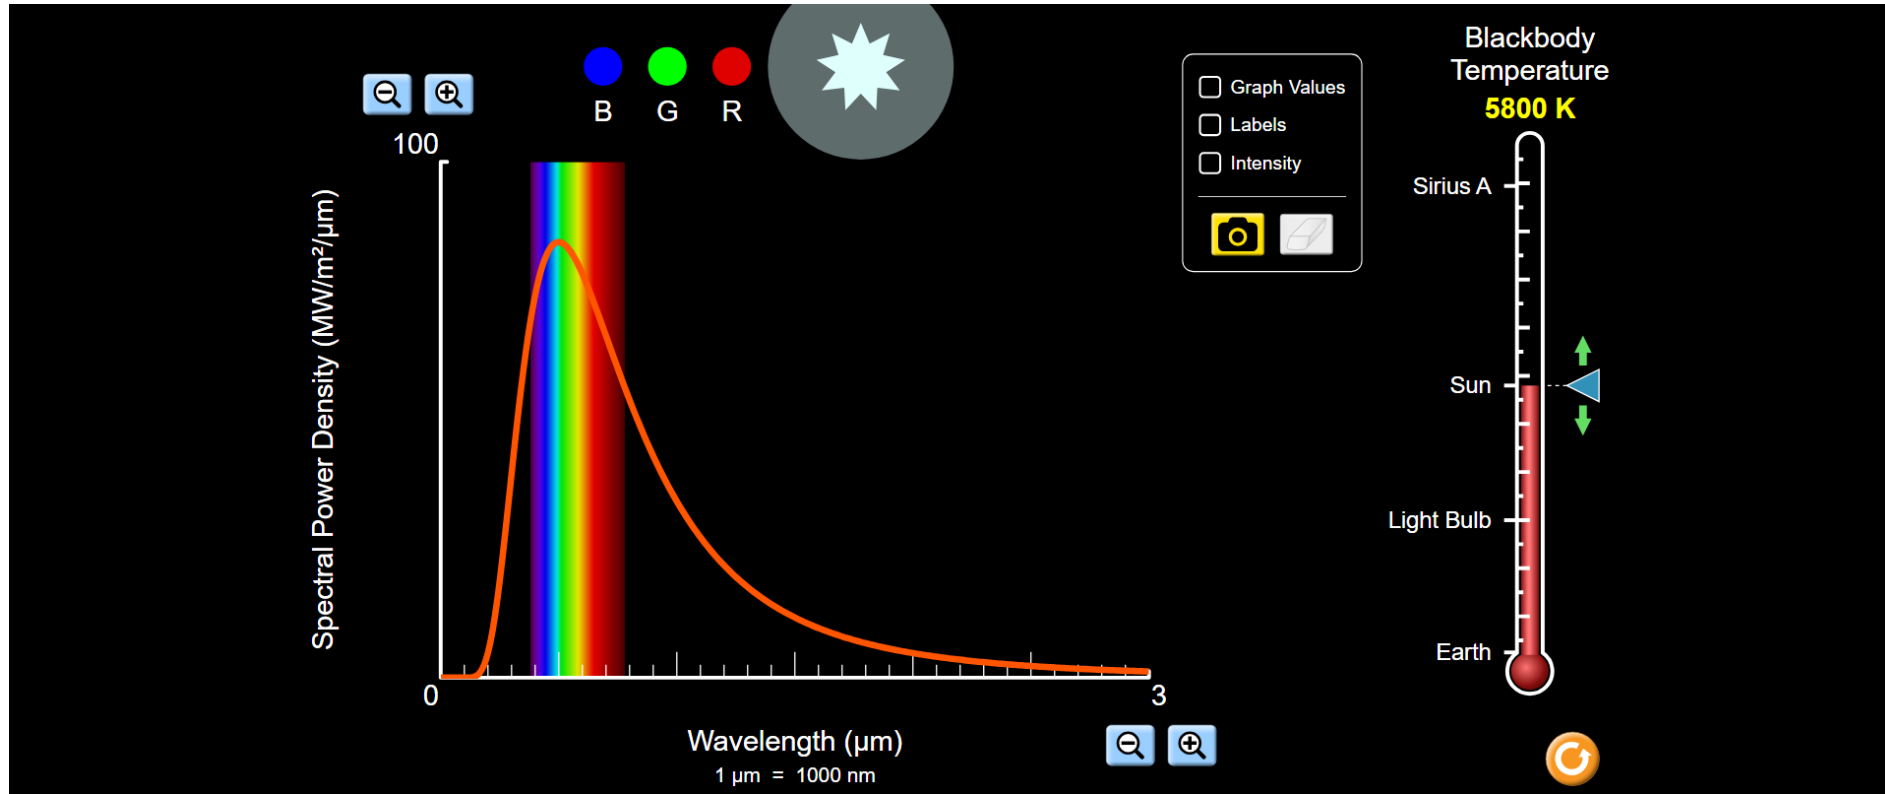 B G R
100
Spectral Power Density (MW/m²/µm)
0
3
Wavelength (µm)
1 µm = 1000 nm
Graph Values
Labels
Intensity
Blackbody
Temperature
5800 K
Sirius A
Sun
Light Bulb
Earth